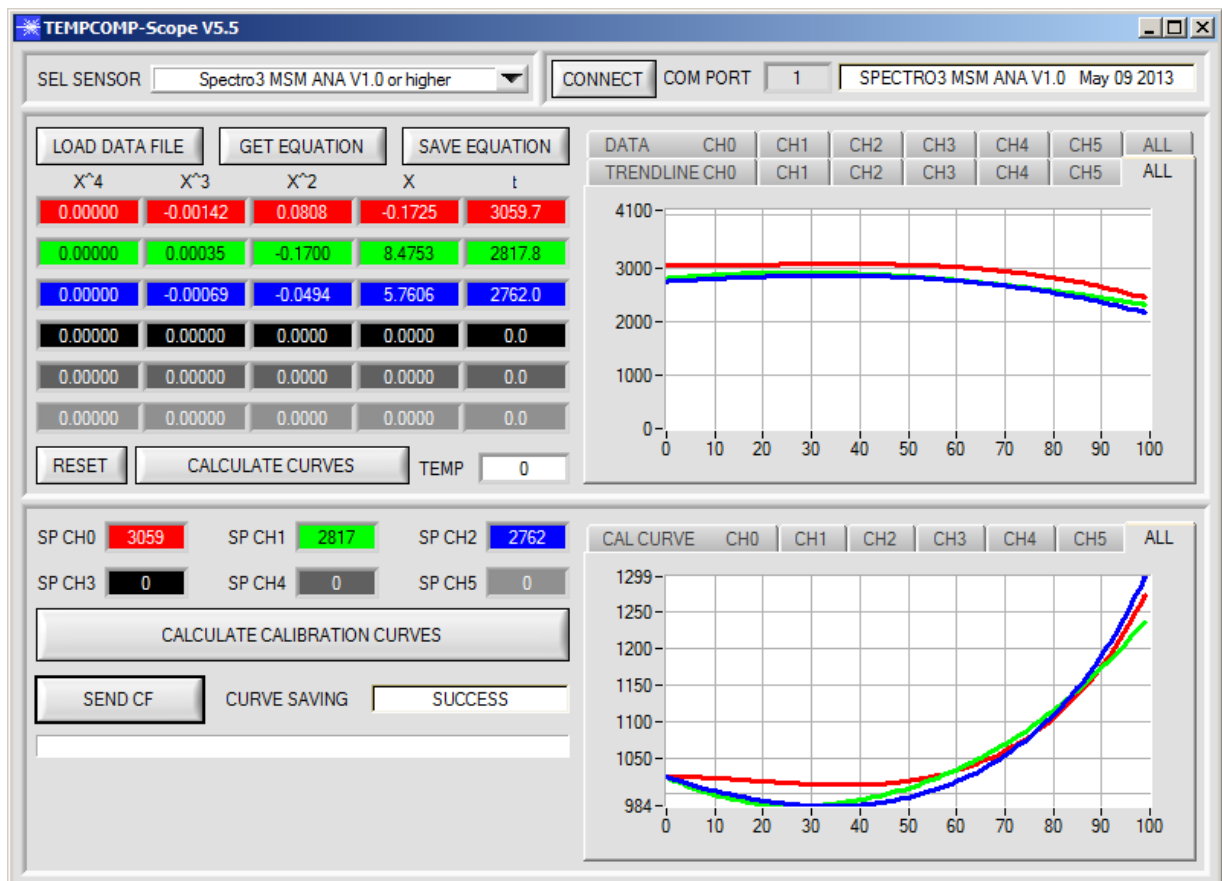 TEMPCOMP-Scope V5.5
SEL SENSOR Spectro3 MSM ANA V1.0 or higher CONNECT COM PORT 1 SPECTRO3 MSM ANA V1.0 May 09 2013
LOAD DATA FILE GET EQUATION SAVE EQUATION
X^4 X^3 X^2 X t
0.00000 -0.00142 0.0808 -0.1725 3059.7
0.00000 0.00035 -0.1700 8.4753 2817.8
0.00000 -0.00069 -0.0494 5.7606 2762.0
0.00000 0.00000 0.0000 0.0000 0.0
0.00000 0.00000 0.0000 0.0000 0.0
0.00000 0.00000 0.0000 0.0000 0.0
RESET CALCULATE CURVES TEMP 0
DATA CH0 CH1 CH2 CH3 CH4 CH5 ALL
TRENDLINE CH0 CH1 CH2 CH3 CH4 CH5 ALL
4100
3000
2000
1000
0
0 10 20 30 40 50 60 70 80 90 100
SP CH0 3059 SP CH1 2817 SP CH2 2762
SP CH3 0 SP CH4 0 SP CH5 0
CALCULATE CALIBRATION CURVES
SEND CF CURVE SAVING SUCCESS
CAL CURVE CH0 CH1 CH2 CH3 CH4 CH5 ALL
1299
1250
1200
1150
1100
1050
984
0 10 20 30 40 50 60 70 80 90 100